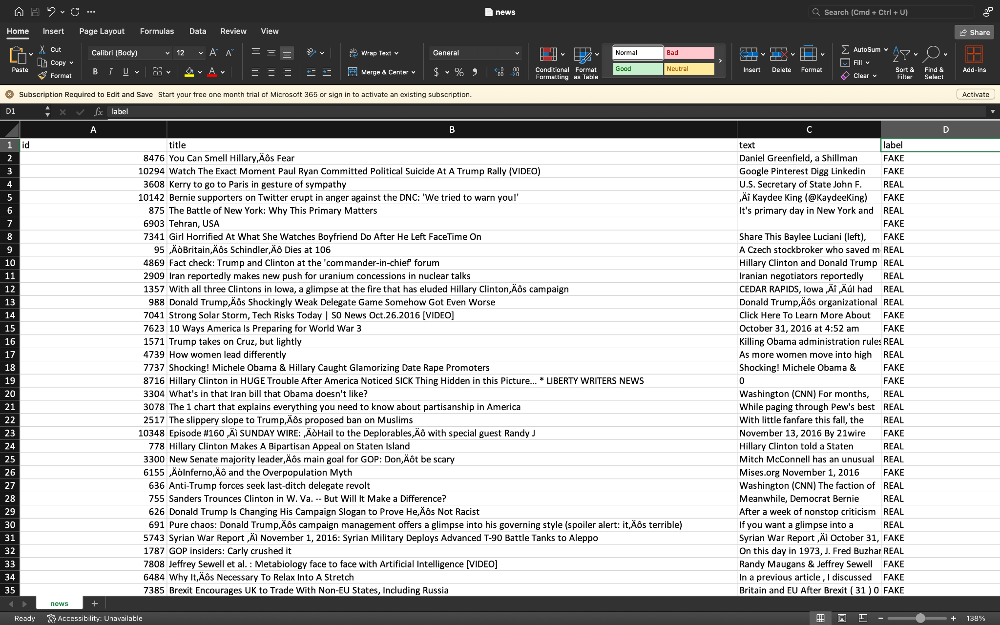 news
Search (Cmd + Ctrl + U)
Home Insert Page Layout Formulas Data Review View
Share
Paste
Cut
Copy
Format
Calibri (Body) 12
B I U
Wrap Text
Merge & Center
General
Conditional Formatting
Format as Table
Normal Bad
Good Neutral
Insert Delete Format
AutoSum
Fill
Clear
Sort & Filter
Find & Select
Add-ins
Subscription Required to Edit and Save Start your free one month trial of Microsoft 365 or sign in to activate an existing subscription.
Activate
D1 fx label
A B C D
1 id title text label
2 8476 You Can Smell Hillary‚Äôs Fear Daniel Greenfield, a Shillman FAKE
3 10294 Watch The Exact Moment Paul Ryan Committed Political Suicide At A Trump Rally (VIDEO) Google Pinterest Digg Linkedin FAKE
4 3608 Kerry to go to Paris in gesture of sympathy U.S. Secretary of State John F. REAL
5 10142 Bernie supporters on Twitter erupt in anger against the DNC: 'We tried to warn you!' ‚Äî Kaydee King (@KaydeeKing) FAKE
6 875 The Battle of New York: Why This Primary Matters It's primary day in New York and REAL
7 6903 Tehran, USA FAKE
8 7341 Girl Horrified At What She Watches Boyfriend Do After He Left FaceTime On Share This Baylee Luciani (left), FAKE
9 95 ‚ÄòBritain‚Äôs Schindler‚Äô Dies at 106 A Czech stockbroker who saved m REAL
10 4869 Fact check: Trump and Clinton at the 'commander-in-chief' forum Hillary Clinton and Donald Trump REAL
11 2909 Iran reportedly makes new push for uranium concessions in nuclear talks Iranian negotiators reportedly REAL
12 1357 With all three Clintons in Iowa, a glimpse at the fire that has eluded Hillary Clinton‚Äôs campaign CEDAR RAPIDS, Iowa ‚Äî ‚ÄúI had REAL
13 988 Donald Trump‚Äôs Shockingly Weak Delegate Game Somehow Got Even Worse Donald Trump‚Äôs organizational REAL
14 7041 Strong Solar Storm, Tech Risks Today | S0 News Oct.26.2016 [VIDEO] Click Here To Learn More About FAKE
15 7623 10 Ways America Is Preparing for World War 3 October 31, 2016 at 4:52 am FAKE
16 1571 Trump takes on Cruz, but lightly Killing Obama administration rules REAL
17 4739 How women lead differently As more women move into high REAL
18 7737 Shocking! Michele Obama & Hillary Caught Glamorizing Date Rape Promoters Shocking! Michele Obama & FAKE
19 8716 Hillary Clinton in HUGE Trouble After America Noticed SICK Thing Hidden in this Picture... * LIBERTY WRITERS NEWS 0 FAKE
20 3304 What's in that Iran bill that Obama doesn't like? Washington (CNN) For months, REAL
21 3078 The 1 chart that explains everything you need to know about partisanship in America While paging through Pew's best REAL
22 2517 The slippery slope to Trump‚Äôs proposed ban on Muslims With little fanfare this fall, the REAL
23 10348 Episode #160 ‚Äì SUNDAY WIRE: ‚ÄòHail to the Deplorables‚Äô with special guest Randy J November 13, 2016 By 21wire FAKE
24 778 Hillary Clinton Makes A Bipartisan Appeal on Staten Island Hillary Clinton told a Staten REAL
25 3300 New Senate majority leader‚Äôs main goal for GOP: Don‚Äôt be scary Mitch McConnell has an unusual REAL
26 6155 ‚ÄòInferno‚Äô and the Overpopulation Myth Mises.org November 1, 2016 FAKE
27 636 Anti-Trump forces seek last-ditch delegate revolt Washington (CNN) The faction of REAL
28 755 Sanders Trounces Clinton in W. Va. -- But Will It Make a Difference? Meanwhile, Democrat Bernie REAL
29 626 Donald Trump Is Changing His Campaign Slogan to Prove He‚Äôs Not Racist After a week of nonstop criticism REAL
30 691 Pure chaos: Donald Trump‚Äôs campaign management offers a glimpse into his governing style (spoiler alert: it‚Äôs terrible) If you want a glimpse into a REAL
31 5743 Syrian War Report ‚Äì November 1, 2016: Syrian Military Deploys Advanced T-90 Battle Tanks to Aleppo Syrian War Report ‚Äì October 31, FAKE
32 1787 GOP insiders: Carly crushed it On this day in 1973, J. Fred Buzhar REAL
33 7808 Jeffrey Sewell et al. : Metabiology face to face with Artificial Intelligence [VIDEO] Randy Maugans & Jeffrey Sewell FAKE
34 6484 Why It‚Äôs Necessary To Relax Into A Stretch In a previous article , I discussed FAKE
35 7385 Brexit Encourages UK to Trade With Non-EU States, Including Russia Britain and EU After Brexit ( 31 ) 0 FAKE
news
Ready Accessibility: Unavailable
138%